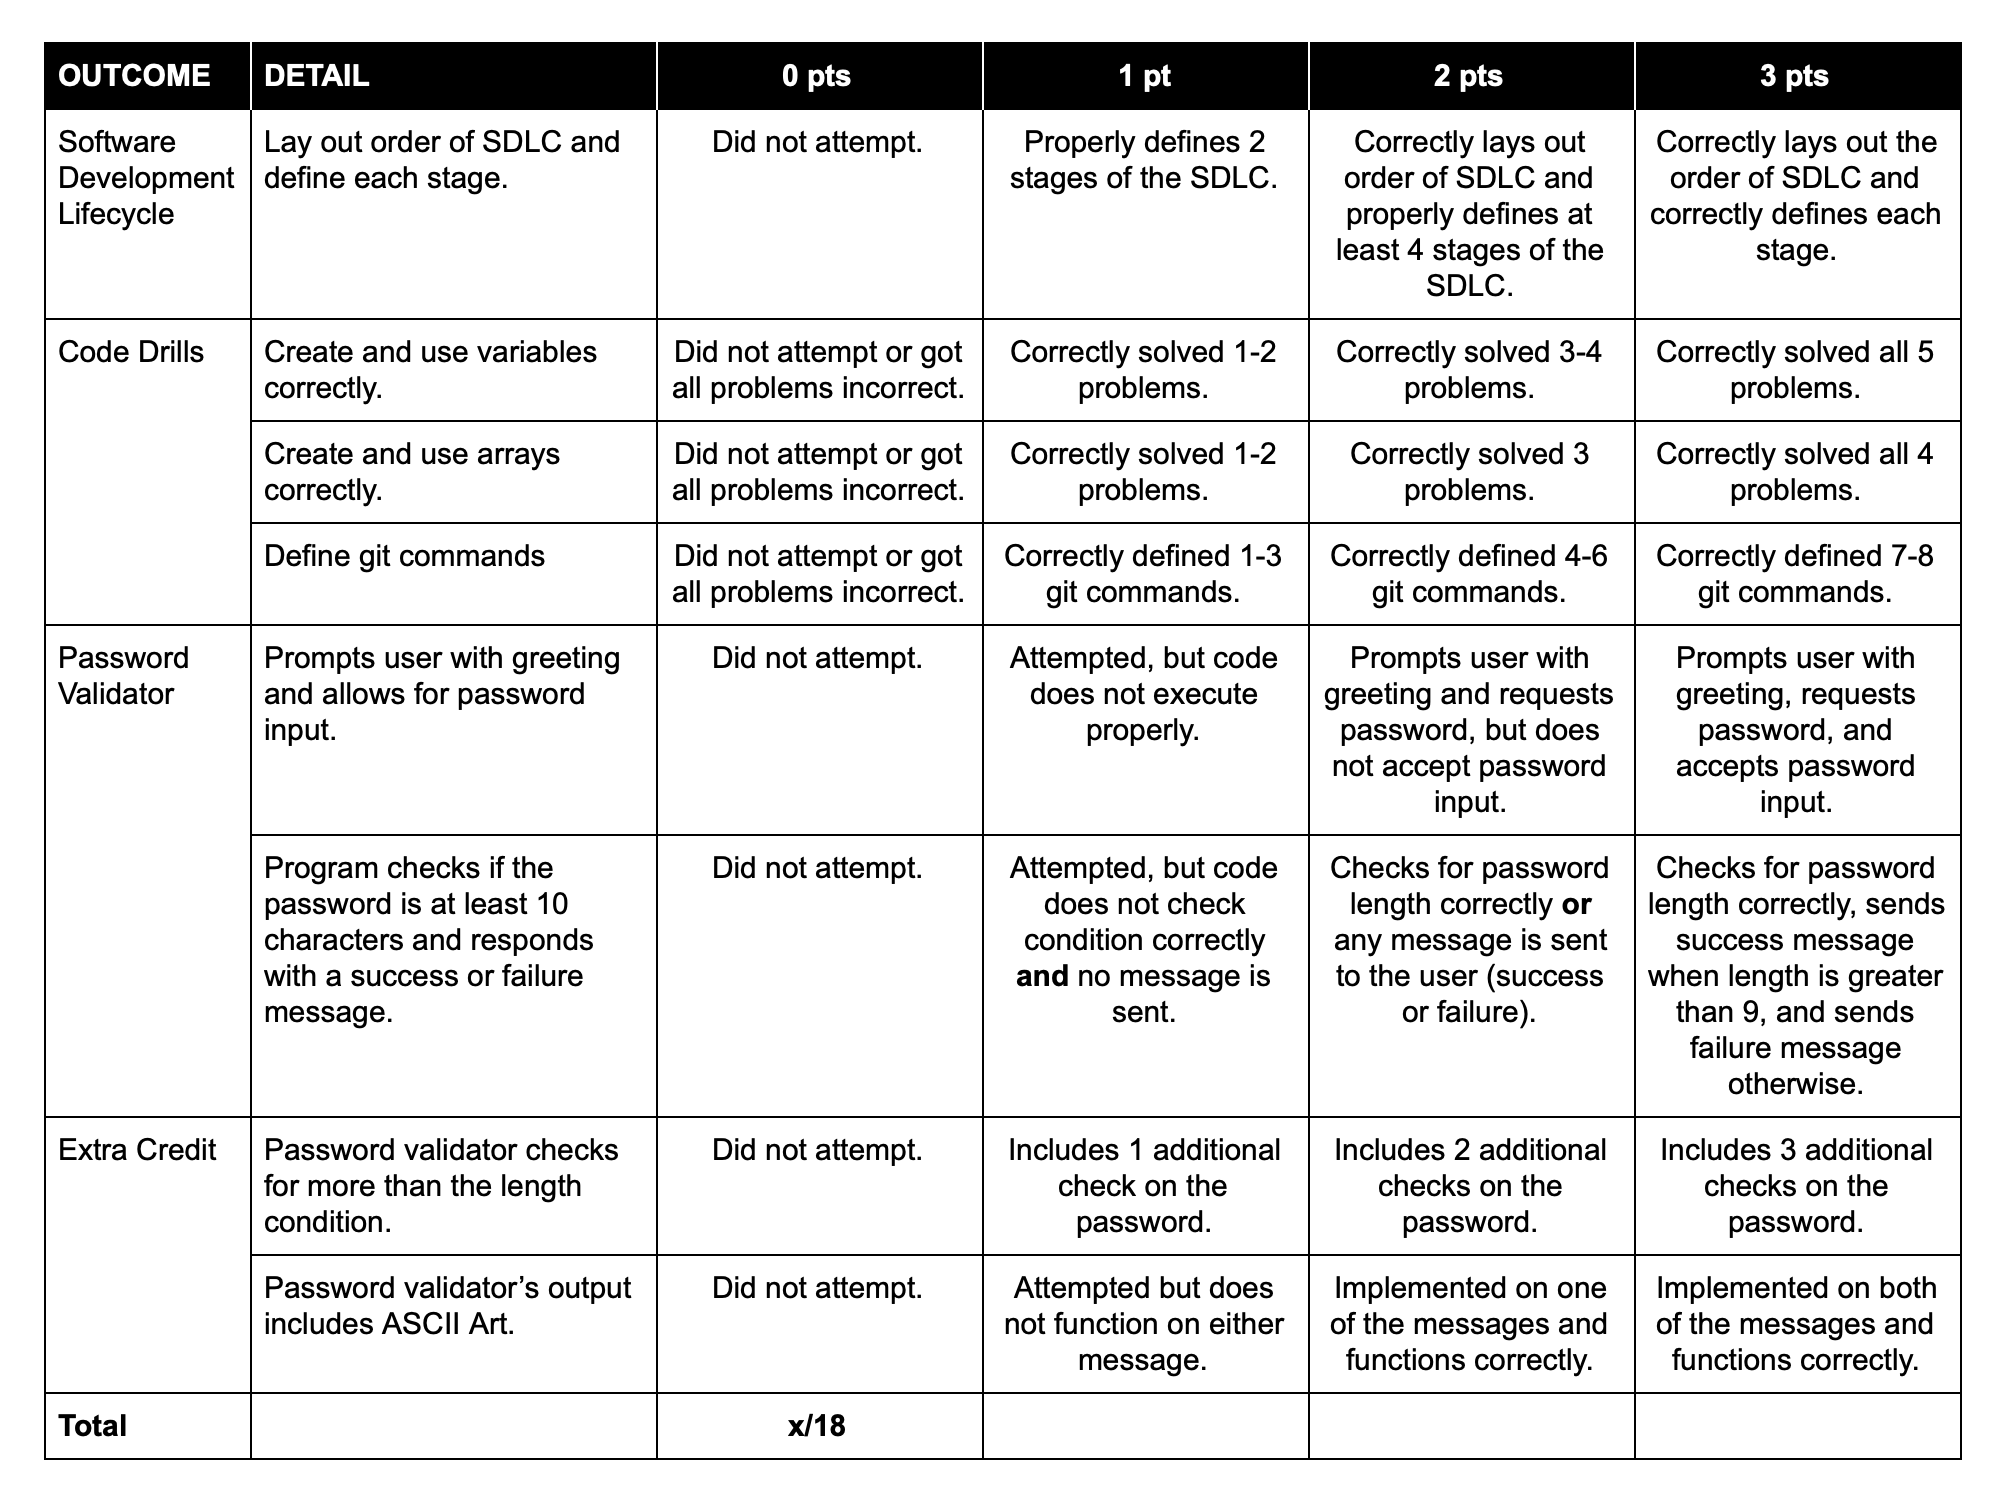 OUTCOME
DETAIL
0 pts
1 pt
2 pts
3 pts
Software
Development
Lifecycle
Lay out order of SDLC and
define each stage.
Did not attempt.
Properly defines 2
stages of the SDLC.
Correctly lays out
order of SDLC and
properly defines at
least 4 stages of the
SDLC.
Correctly lays out the
order of SDLC and
correctly defines each
stage.
Code Drills
Create and use variables
correctly.
Did not attempt or got
all problems incorrect.
Correctly solved 1-2
problems.
Correctly solved 3-4
problems.
Correctly solved all 5
problems.
Create and use arrays
correctly.
Did not attempt or got
all problems incorrect.
Correctly solved 1-2
problems.
Correctly solved 3
problems.
Correctly solved all 4
problems.
Define git commands
Did not attempt or got
all problems incorrect.
Correctly defined 1-3
git commands.
Correctly defined 4-6
git commands.
Correctly defined 7-8
git commands.
Password
Validator
Prompts user with greeting
and allows for password
input.
Did not attempt.
Attempted, but code
does not execute
properly.
Prompts user with
greeting and requests
password, but does
not accept password
input.
Prompts user with
greeting, requests
password, and
accepts password
input.
Program checks if the
password is at least 10
characters and responds
with a success or failure
message.
Did not attempt.
Attempted, but code
does not check
condition correctly
and no message is
sent.
Checks for password
length correctly or
any message is sent
to the user (success
or failure).
Checks for password
length correctly, sends
success message
when length is greater
than 9, and sends
failure message
otherwise.
Extra Credit
Password validator checks
for more than the length
condition.
Did not attempt.
Includes 1 additional
check on the
password.
Includes 2 additional
checks on the
password.
Includes 3 additional
checks on the
password.
Password validator’s output
includes ASCII Art.
Did not attempt.
Attempted but does
not function on either
message.
Implemented on one
of the messages and
functions correctly.
Implemented on both
of the messages and
functions correctly.
Total
x/18